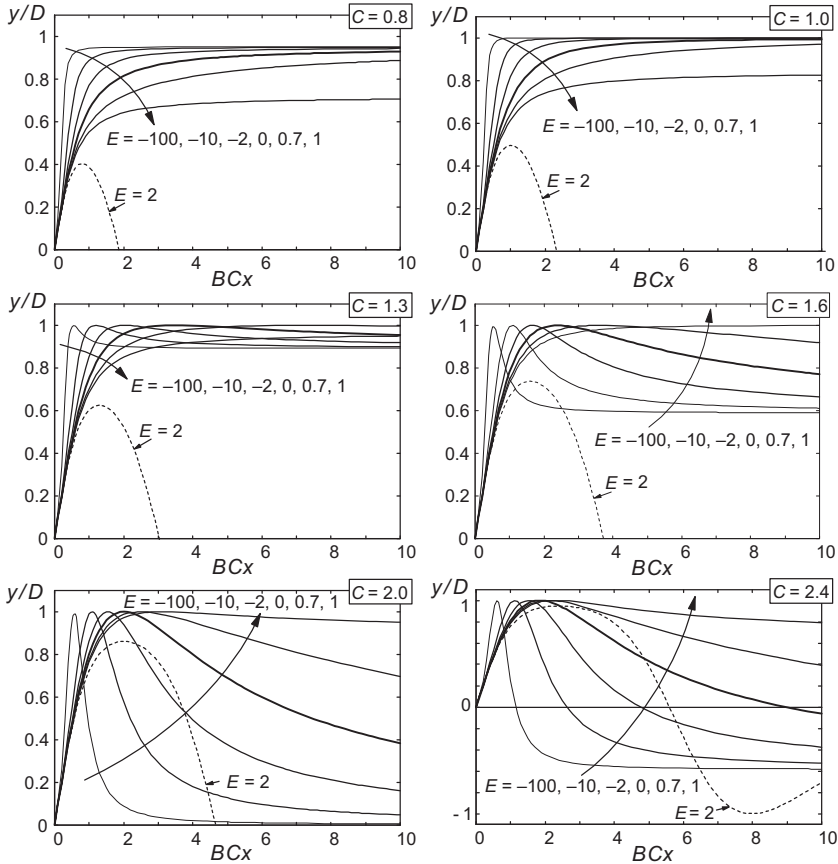 y/D
C = 0.8
1
0.8
0.6
0.4
0.2
0
E = –100, –10, –2, 0, 0.7, 1
E = 2
0 2 4 6 8 10
BCx
y/D
C = 1.0
1
0.8
0.6
0.4
0.2
0
E = –100, –10, –2, 0, 0.7, 1
E = 2
0 2 4 6 8 10
BCx
y/D
C = 1.3
1
0.8
0.6
0.4
0.2
0
E = –100, –10, –2, 0, 0.7, 1
E = 2
0 2 4 6 8 10
BCx
y/D
C = 1.6
1
0.8
0.6
0.4
0.2
0
E = –100, –10, –2, 0, 0.7, 1
E = 2
0 2 4 6 8 10
BCx
y/D
C = 2.0
E = –100, –10, –2, 0, 0.7, 1
1
0.8
0.6
0.4
0.2
0
E = 2
0 2 4 6 8 10
BCx
y/D
C = 2.4
1
0
E = –100, –10, –2, 0, 0.7, 1
E = 2
-1
0 2 4 6 8 10
BCx